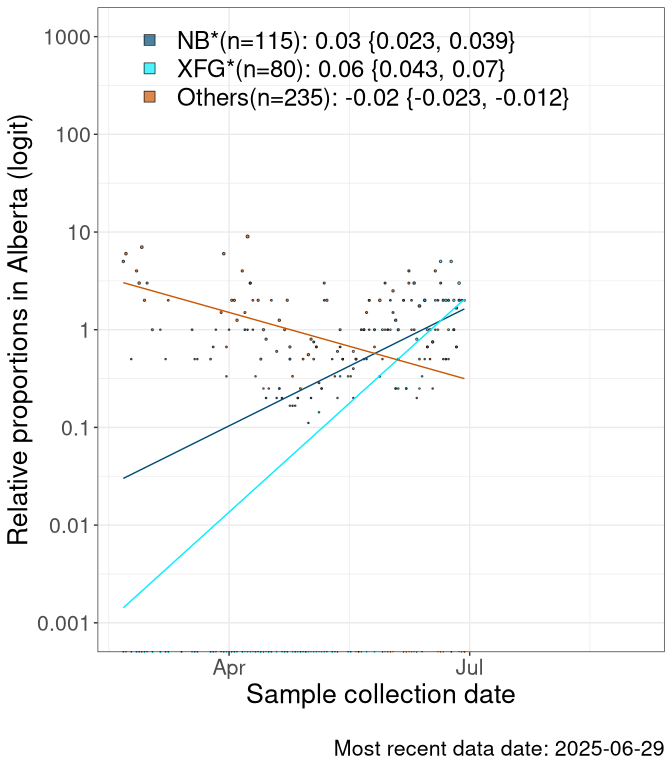 NB*(n=115): 0.03 {0.023, 0.039}
XFG*(n=80): 0.06 {0.043, 0.07}
Others(n=235): -0.02 {-0.023, -0.012}
Relative proportions in Alberta (logit)
1000
100
10
1
0.1
0.01
0.001
Apr
Jul
Sample collection date
Most recent data date: 2025-06-29